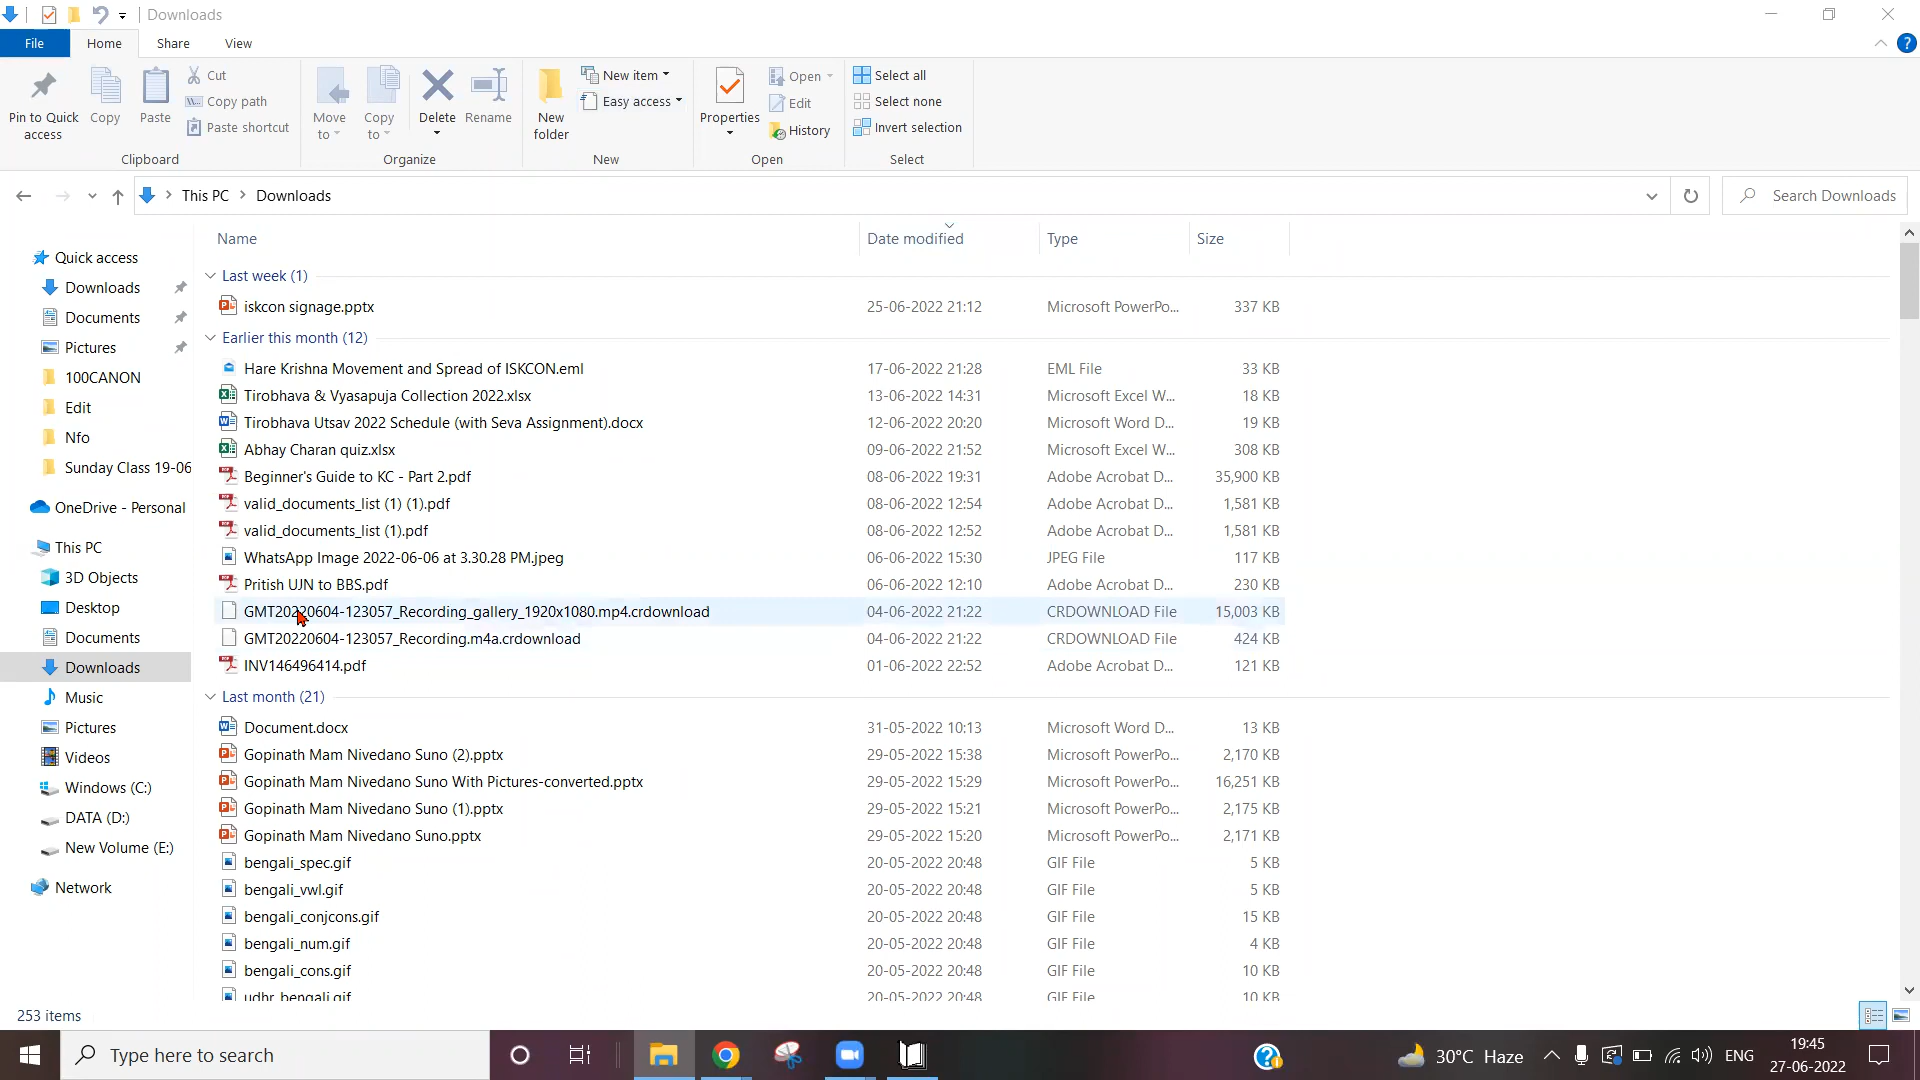 Downloads
File Home Share View
Pin to Quick access
Copy
Paste
Cut
Copy path
Paste shortcut
Clipboard
Move to
Copy to
Delete
Rename
Organize
New folder
New item
Easy access
New
Properties
Open
Edit
History
Open
Select all
Select none
Invert selection
Select
This PC Downloads
Search Downloads
Quick access
Downloads
Documents
Pictures
100CANON
Edit
Nfo
Sunday Class 19-06
OneDrive - Personal
This PC
3D Objects
Desktop
Documents
Downloads
Music
Pictures
Videos
Windows (C:)
DATA (D:)
New Volume (E:)
Network
Name Date modified Type Size
Last week (1)
iskcon signage.pptx 25-06-2022 21:12 Microsoft PowerPo... 337 KB
Earlier this month (12)
Hare Krishna Movement and Spread of ISKCON.eml 17-06-2022 21:28 EML File 33 KB
Tirobhava & Vyasapuja Collection 2022.xlsx 13-06-2022 14:31 Microsoft Excel W... 18 KB
Tirobhava Utsav 2022 Schedule (with Seva Assignment).docx 12-06-2022 20:20 Microsoft Word D... 19 KB
Abhay Charan quiz.xlsx 09-06-2022 21:52 Microsoft Excel W... 308 KB
Beginner's Guide to KC - Part 2.pdf 08-06-2022 19:31 Adobe Acrobat D... 35,900 KB
valid_documents_list (1) (1).pdf 08-06-2022 12:54 Adobe Acrobat D... 1,581 KB
valid_documents_list (1).pdf 08-06-2022 12:52 Adobe Acrobat D... 1,581 KB
WhatsApp Image 2022-06-06 at 3.30.28 PM.jpeg 06-06-2022 15:30 JPEG File 117 KB
Pritish UJN to BBS.pdf 06-06-2022 12:10 Adobe Acrobat D... 230 KB
GMT20220604-123057_Recording_gallery_1920x1080.mp4.crdownload 04-06-2022 21:22 CRDOWNLOAD File 15,003 KB
GMT20220604-123057_Recording.m4a.crdownload 04-06-2022 21:22 CRDOWNLOAD File 424 KB
INV146496414.pdf 01-06-2022 22:52 Adobe Acrobat D... 121 KB
Last month (21)
Document.docx 31-05-2022 10:13 Microsoft Word D... 13 KB
Gopinath Mam Nivedano Suno (2).pptx 29-05-2022 15:38 Microsoft PowerPo... 2,170 KB
Gopinath Mam Nivedano Suno With Pictures-converted.pptx 29-05-2022 15:29 Microsoft PowerPo... 16,251 KB
Gopinath Mam Nivedano Suno (1).pptx 29-05-2022 15:21 Microsoft PowerPo... 2,175 KB
Gopinath Mam Nivedano Suno.pptx 29-05-2022 15:20 Microsoft PowerPo... 2,171 KB
bengali_spec.gif 20-05-2022 20:48 GIF File 5 KB
bengali_vwl.gif 20-05-2022 20:48 GIF File 5 KB
bengali_conjcons.gif 20-05-2022 20:48 GIF File 15 KB
bengali_num.gif 20-05-2022 20:48 GIF File 4 KB
bengali_cons.gif 20-05-2022 20:48 GIF File 10 KB
udhr_bengali.gif 20-05-2022 20:48 GIF File 10 KB
253 items
Type here to search
30°C Haze
ENG
19:45
27-06-2022